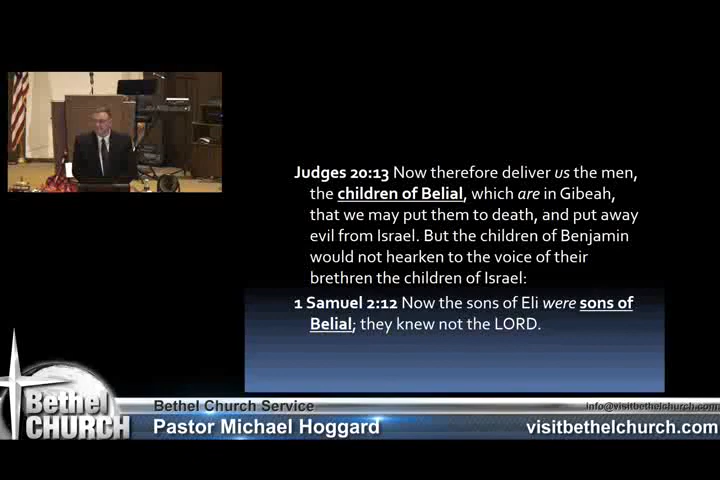 Judges 20:13 Now therefore deliver us the men,
the children of Belial, which are in Gibeah,
that we may put them to death, and put away
evil from Israel. But the children of Benjamin
would not hearken to the voice of their
brethren the children of Israel:
1 Samuel 2:12 Now the sons of Eli were sons of
Belial; they knew not the LORD.
Bethel
CHURCH
Bethel Church Service
info@visitbethelchurch.com
Pastor Michael Hoggard
visitbethelchurch.com